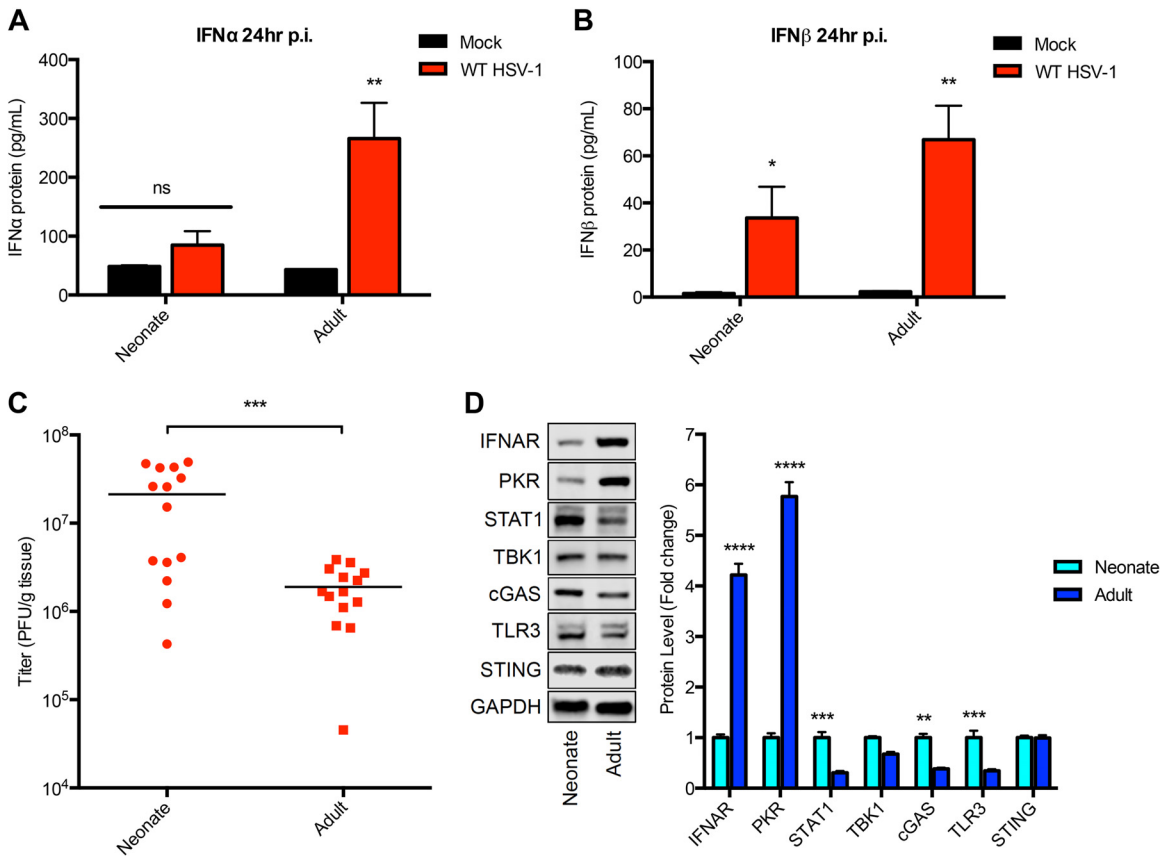 A
IFNα 24hr p.i.
Mock
WT HSV-1
IFNα protein (pg/mL)
400
300
200
100
0
ns
**
Neonate
Adult
B
IFNβ 24hr p.i.
Mock
WT HSV-1
IFNβ protein (pg/mL)
100
80
60
40
20
0
*
**
Neonate
Adult
C
***
Titer (PFU/g tissue)
10^8
10^7
10^6
10^5
10^4
Neonate
Adult
D
IFNAR
PKR
STAT1
TBK1
cGAS
TLR3
STING
GAPDH
Neonate
Adult
Protein Level (Fold change)
7
6
5
4
3
2
1
0
****
****
***
**
***
Neonate
Adult
IFNAR
PKR
STAT1
TBK1
cGAS
TLR3
STING